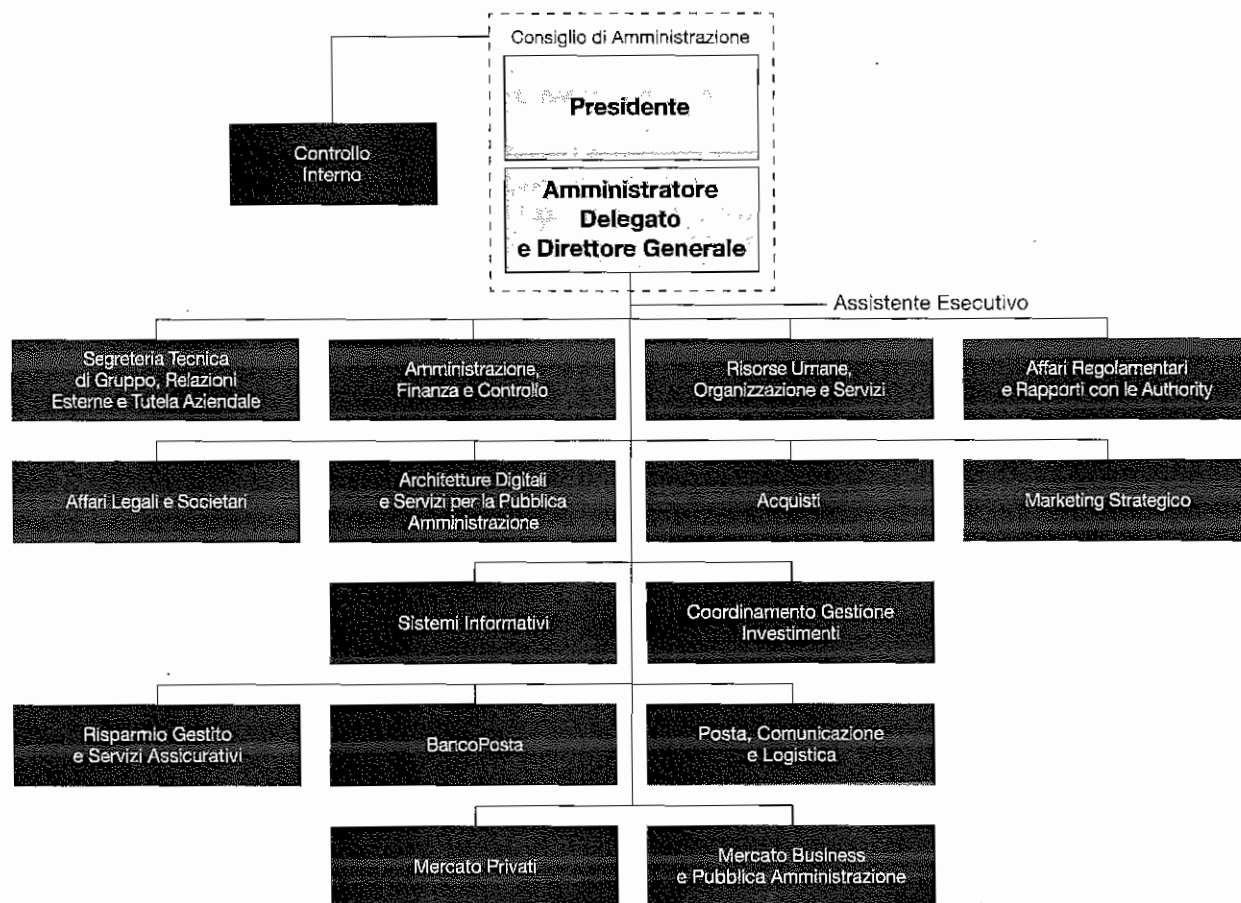 Consiglio di Amministrazione
Presidente
Controllo
Interno
Amministratore
Delegato
e Direttore Generale
Assistente Esecutivo
Segreteria Tecnica
di Gruppo, Relazioni
Esterne e Tutela Aziendale
Amministrazione,
Finanza e Controllo
Risorse Umane,
Organizzazione e Servizi
Affari Regolamentari
e Rapporti con le Authority
Affari Legali e Societari
Architetture Digitali
e Servizi per la Pubblica
Amministrazione
Acquisti
Marketing Strategico
Sistemi Informativi
Coordinamento Gestione
Investimenti
Risparmio Gestito
e Servizi Assicurativi
BancoPosta
Posta, Comunicazione
e Logistica
Mercato Privati
Mercato Business
e Pubblica Amministrazione